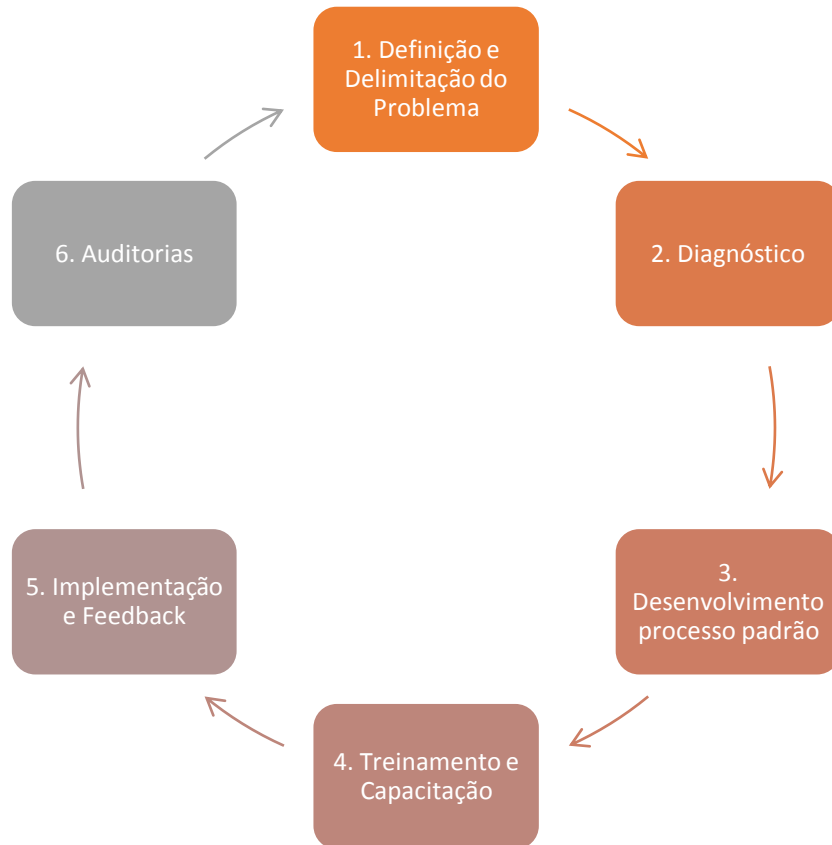 1. Definição e
Delimitação do
Problema
2. Diagnóstico
3.
Desenvolvimento
processo padrão
4. Treinamento e
Capacitação
5. Implementação
e Feedback
6. Auditorias